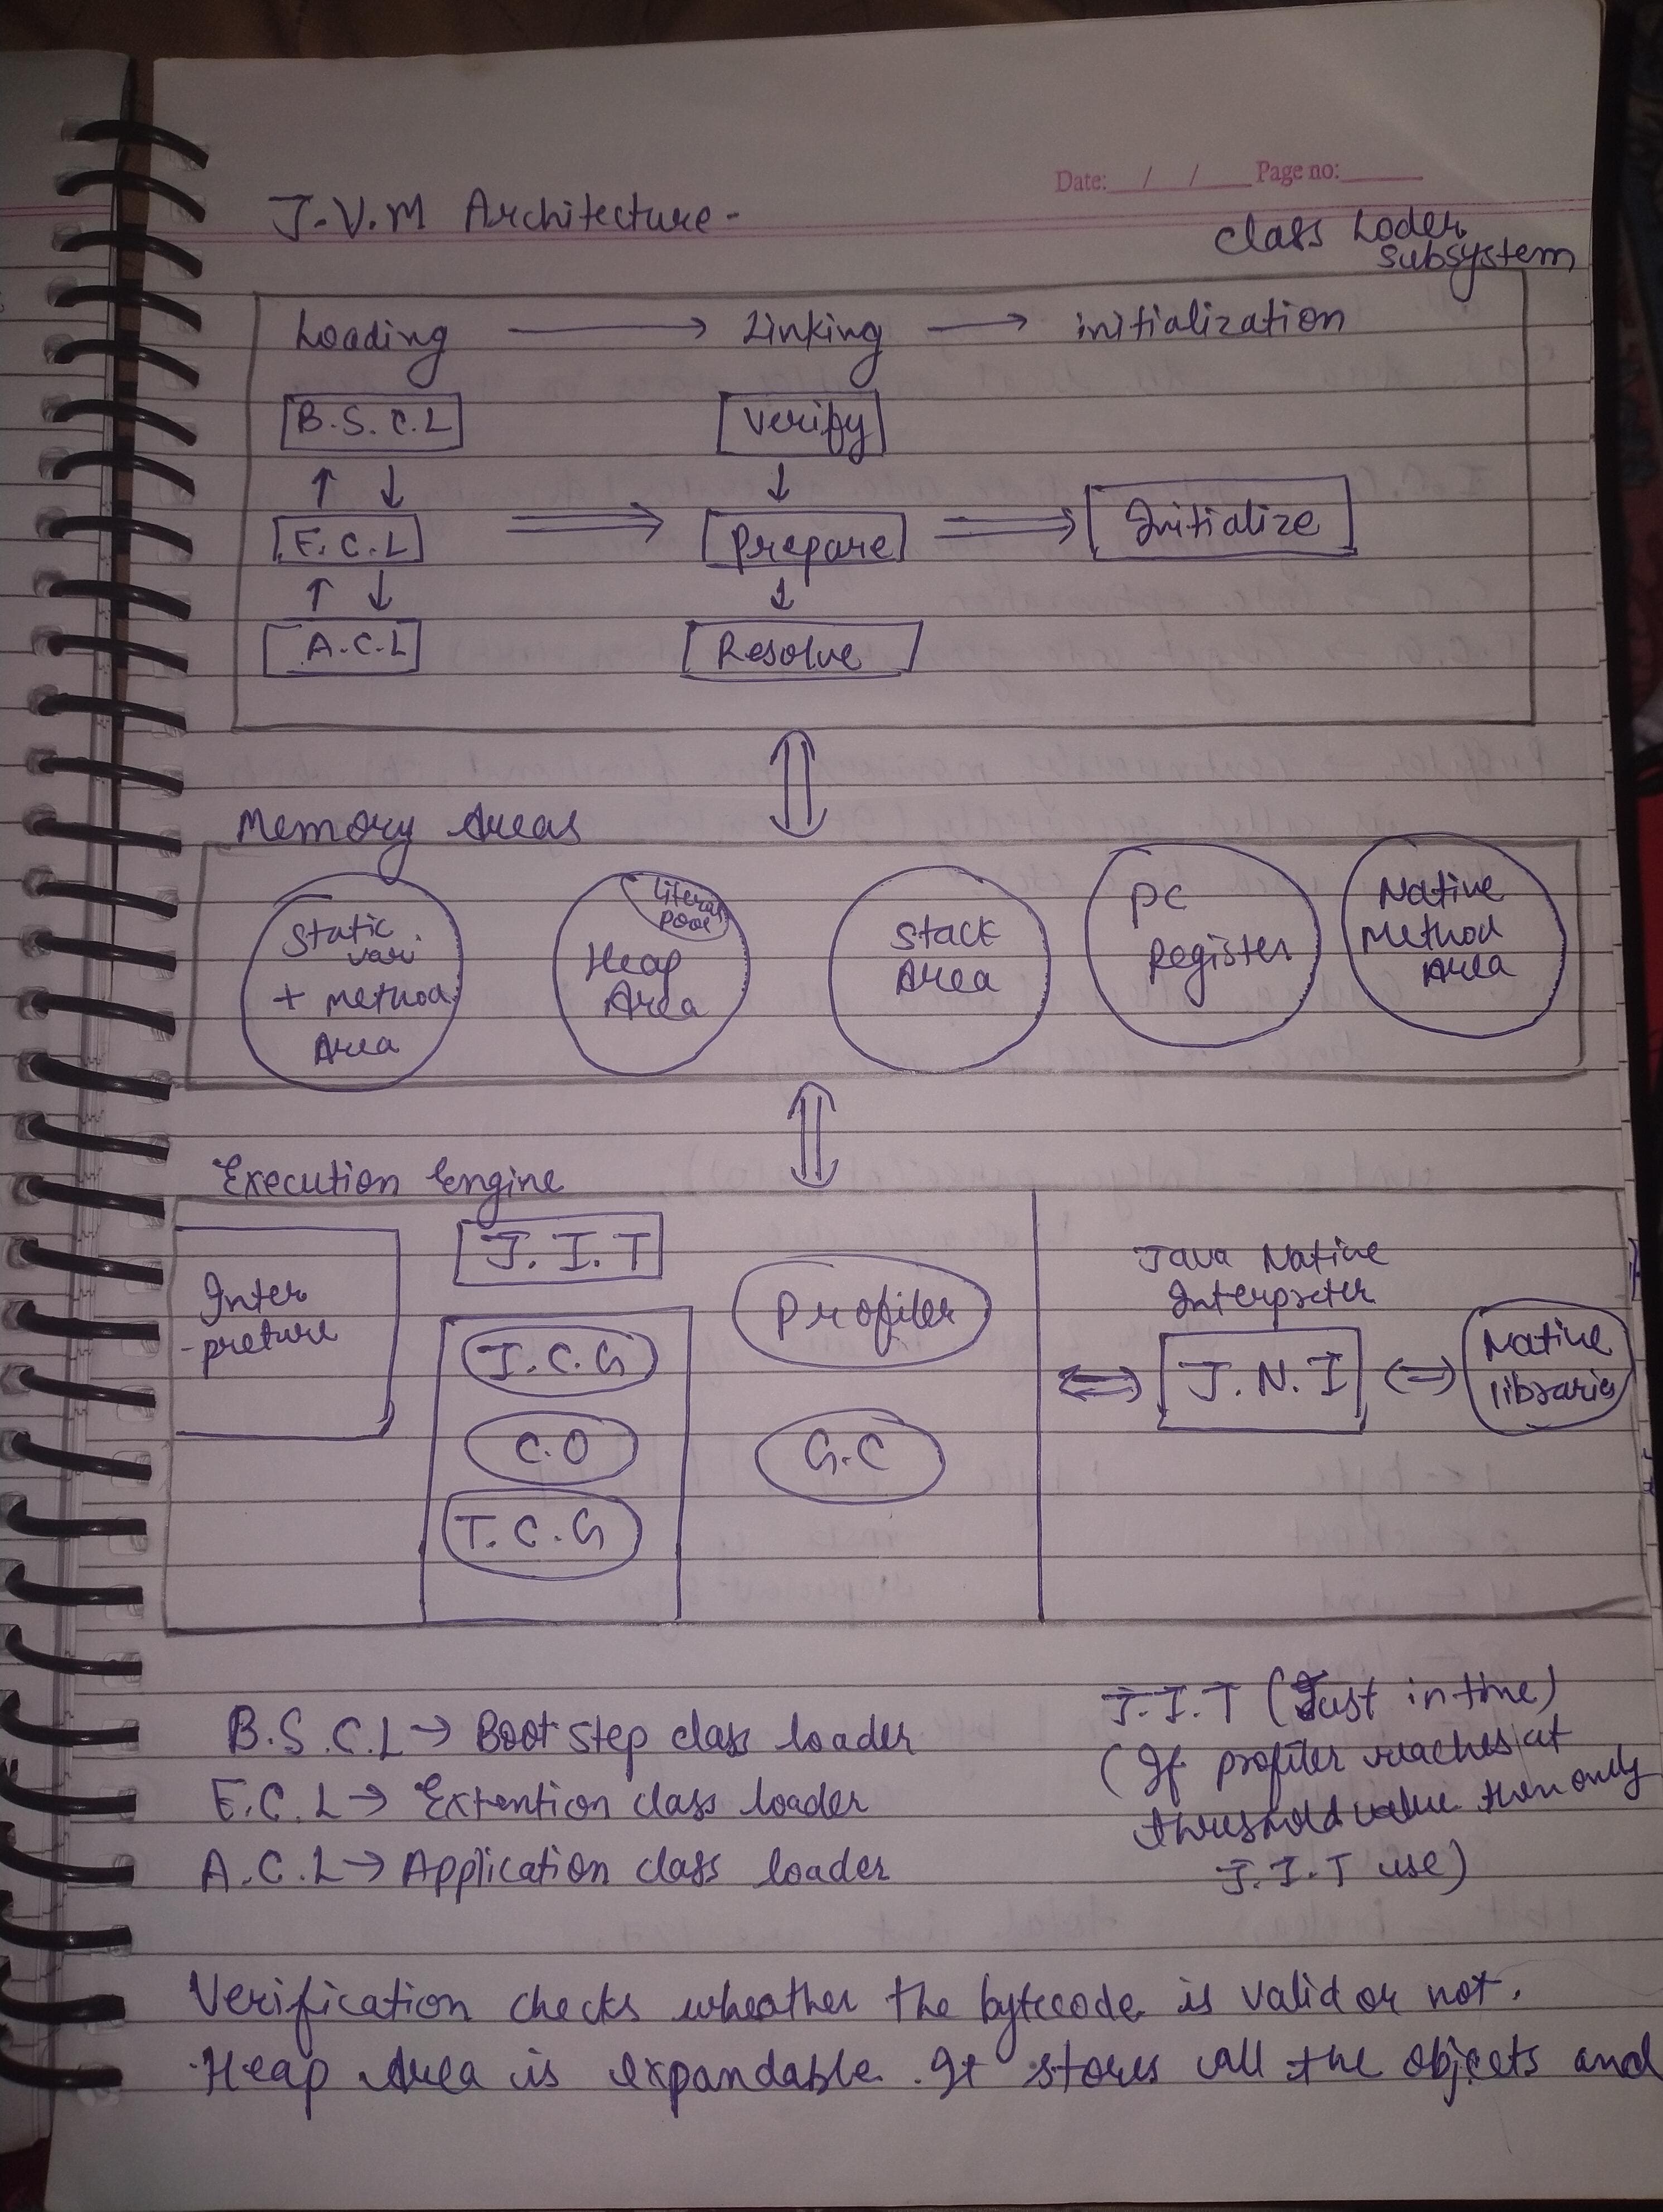 Date: / / Page no:
J.V.M Architecture -
Class Loder
Subsystem
Loading → Linking → initialization
B.S.C.L
Verify
↑ ↓ ↓
E.C.L ⇒ Prepare ⇒ Initialize
↑ ↓ ↓
A.C.L
Resolve
Memory Areas
Static
vari
+ method
Area
Literal
pool
Heap
Area
Stack
Area
PC
Register
Native
Method
Area
Execution Engine
Inter
-preture
J.I.T
I.C.G
C.O
T.C.G
Profiler
G.C
Java Native
Interpreter
J.N.I
Native
libraries
B.S.C.L → Boot step class loader
E.C.L → Extention class loader
A.C.L → Application class loader
J.I.T (Just in time)
(If profiler reaches at
threshold value then only
J.I.T use)
Verification checks wheather the bytecode is valid or not.
Heap Area is expandable. It stores all the objects and